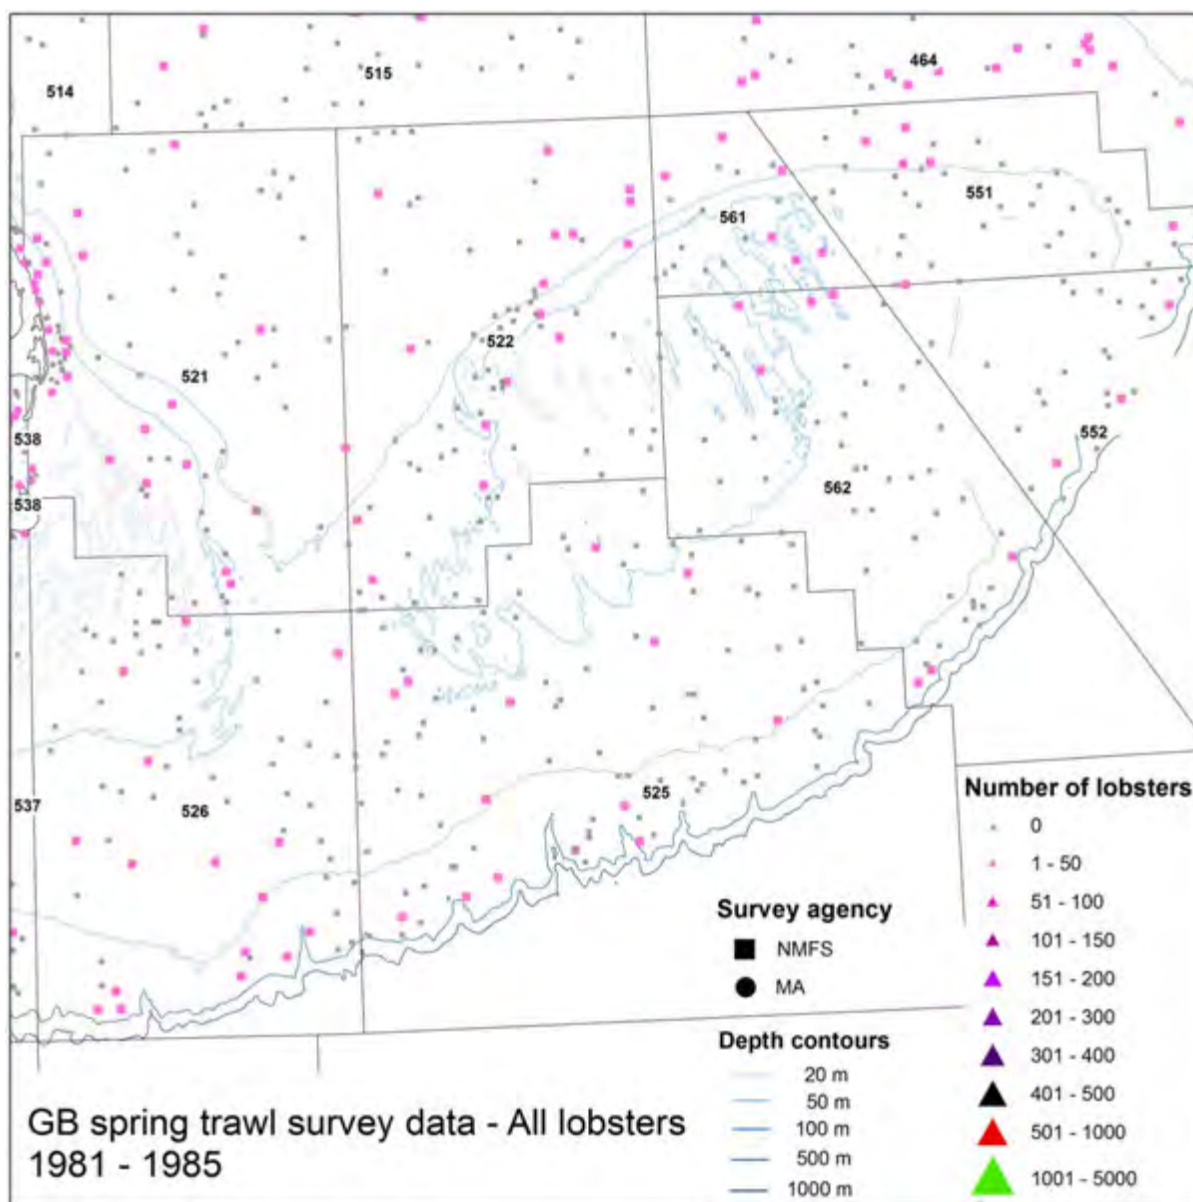 515
464
514
551
561
522
521
538
552
562
538
525
537
526
Number of lobsters
0
1 - 50
51 - 100
101 - 150
151 - 200
201 - 300
301 - 400
401 - 500
501 - 1000
1001 - 5000
Survey agency
NMFS
MA
Depth contours
20 m
50 m
100 m
500 m
1000 m
GB spring trawl survey data - All lobsters
1981 - 1985